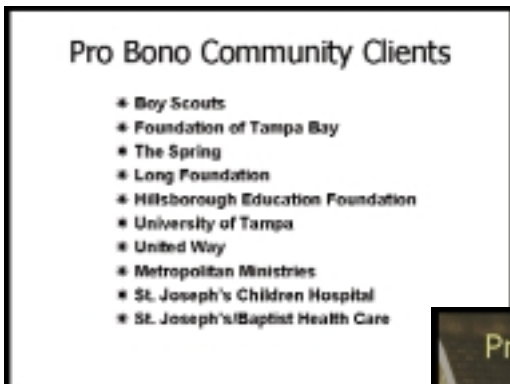 Pro Bono Community Clients
Boy Scouts
Foundation of Tampa Bay
The Spring
Long Foundation
Hillsborough Education Foundation
University of Tampa
United Way
Metropolitan Ministries
St. Joseph's Children Hospital
St. Joseph's/Baptist Health Care
Pr